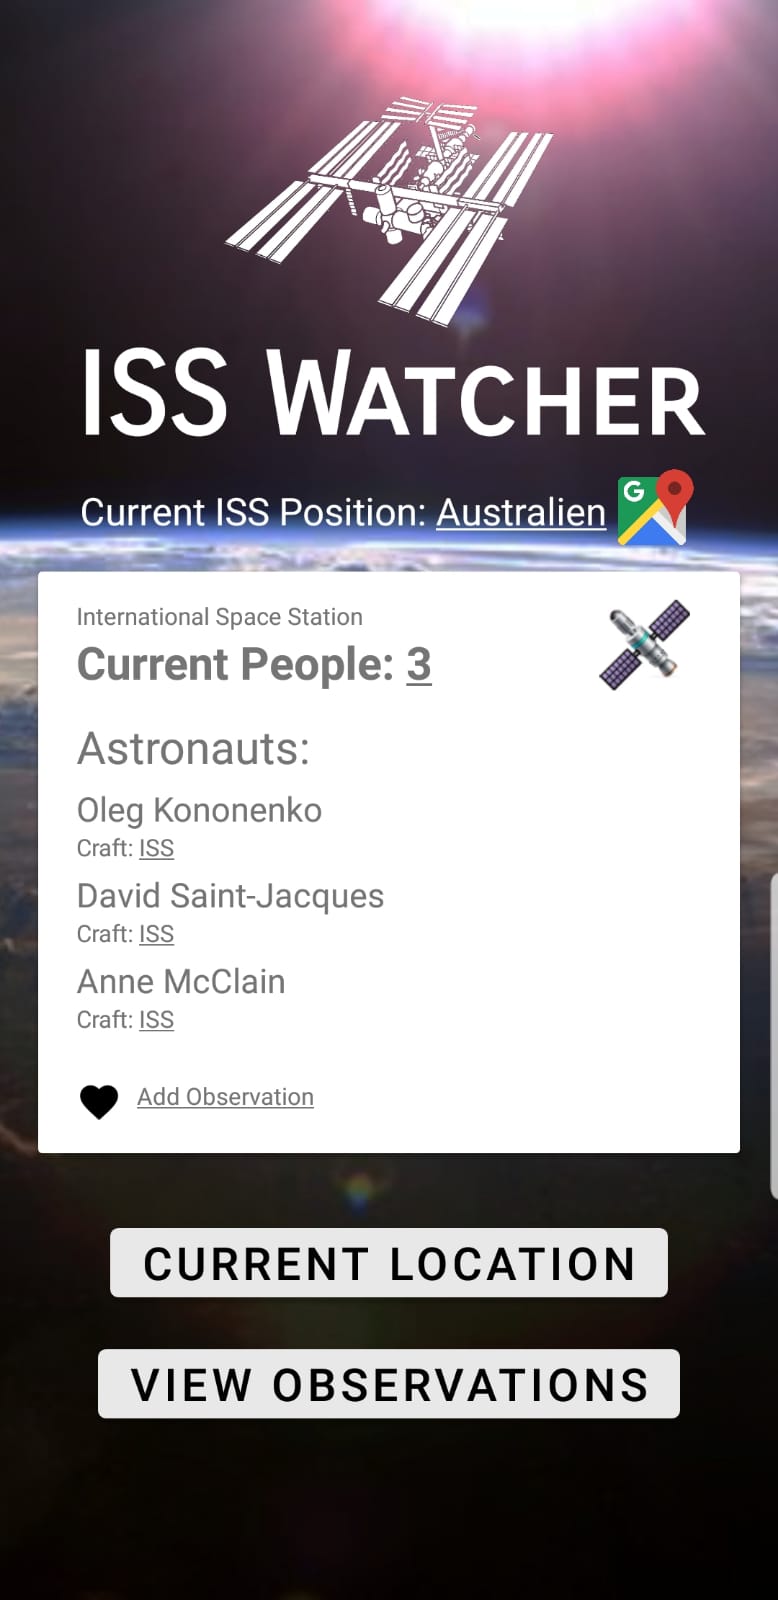 ISS Watcher
Current ISS Position: Australien
G
International Space Station
Current People: 3
Astronauts:
Oleg Kononenko
Craft: ISS
David Saint-Jacques
Craft: ISS
Anne McClain
Craft: ISS
Add Observation
CURRENT LOCATION
VIEW OBSERVATIONS